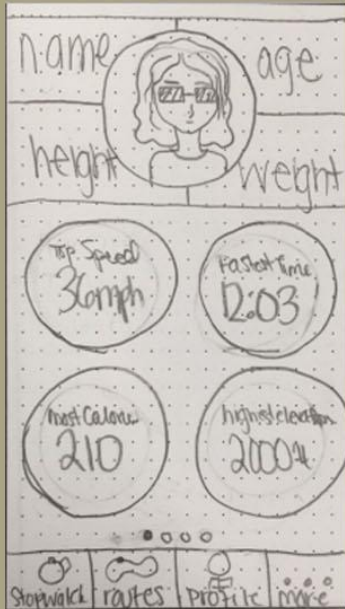 name age
height weight
Top Speed
36mph
Fastest Time
12:03
most Calorie
210
highest elevation
2000ft
stopwatch routes profile more